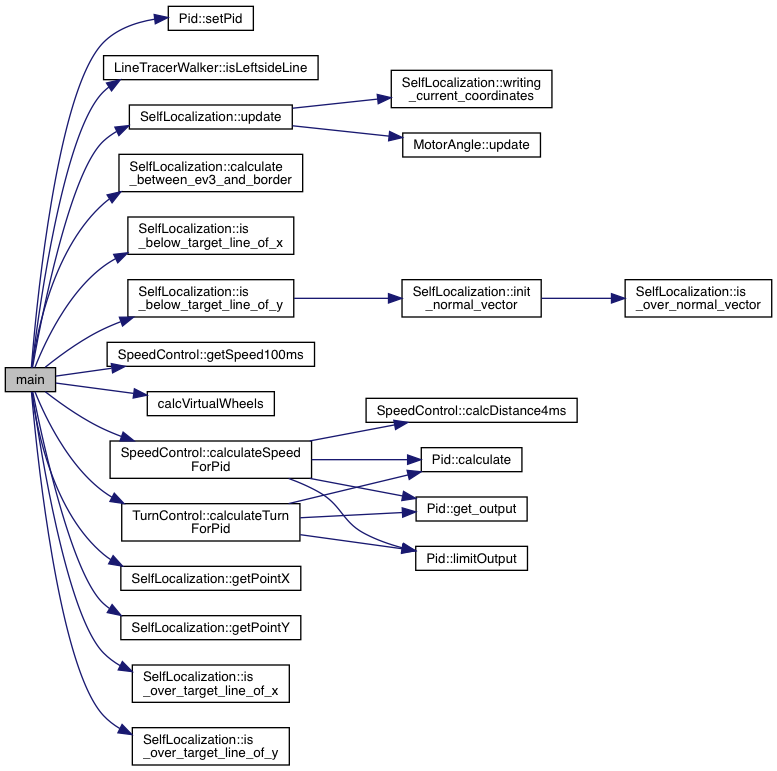 Pid::setPid
LineTracerWalker::isLeftsideLine
SelfLocalization::update
SelfLocalization::writing
_current_coordinates
MotorAngle::update
SelfLocalization::calculate
_between_ev3_and_border
SelfLocalization::is
_below_target_line_of_x
SelfLocalization::is
_below_target_line_of_y
SelfLocalization::init
_normal_vector
SelfLocalization::is
_over_normal_vector
SpeedControl::getSpeed100ms
main
calcVirtualWheels
SpeedControl::calculateSpeed
ForPid
SpeedControl::calcDistance4ms
Pid::calculate
TurnControl::calculateTurn
ForPid
Pid::get_output
Pid::limitOutput
SelfLocalization::getPointX
SelfLocalization::getPointY
SelfLocalization::is
_over_target_line_of_x
SelfLocalization::is
_over_target_line_of_y